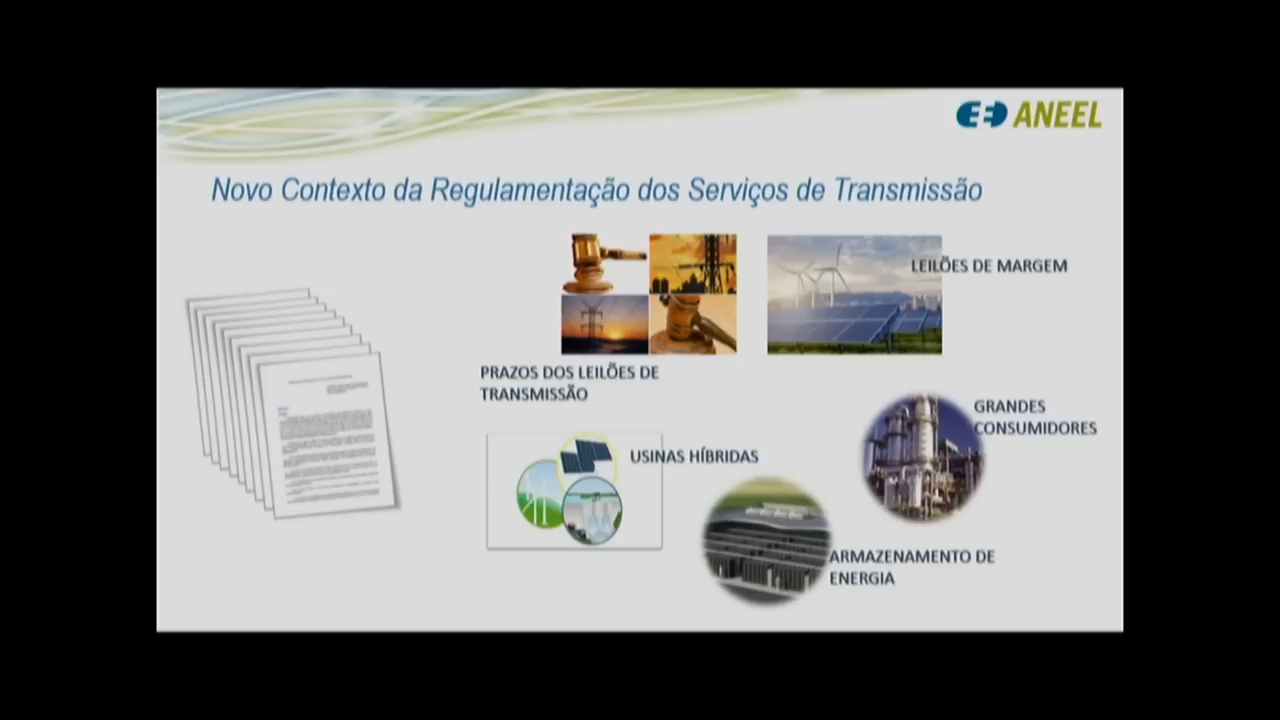 ANEEL
Novo Contexto da Regulamentação dos Serviços de Transmissão
LEILÕES DE MARGEM
PRAZOS DOS LEILÕES DE
TRANSMISSÃO
GRANDES
CONSUMIDORES
USINAS HÍBRIDAS
ARMAZENAMENTO DE
ENERGIA